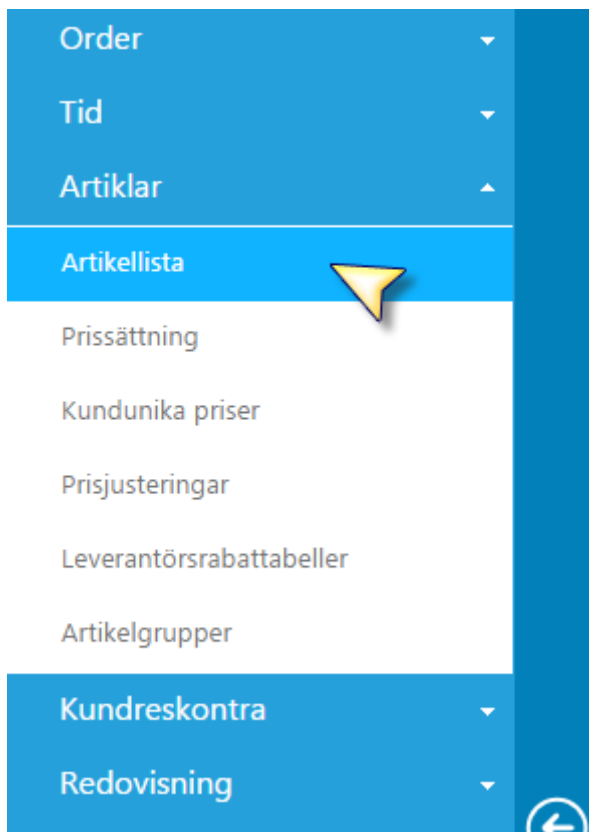 Order
Tid
Artiklar
Artikellista
Prissättning
Kundunika priser
Prisjusteringar
Leverantörsrabattabeller
Artikelgrupper
Kundreskontra
Redovisning